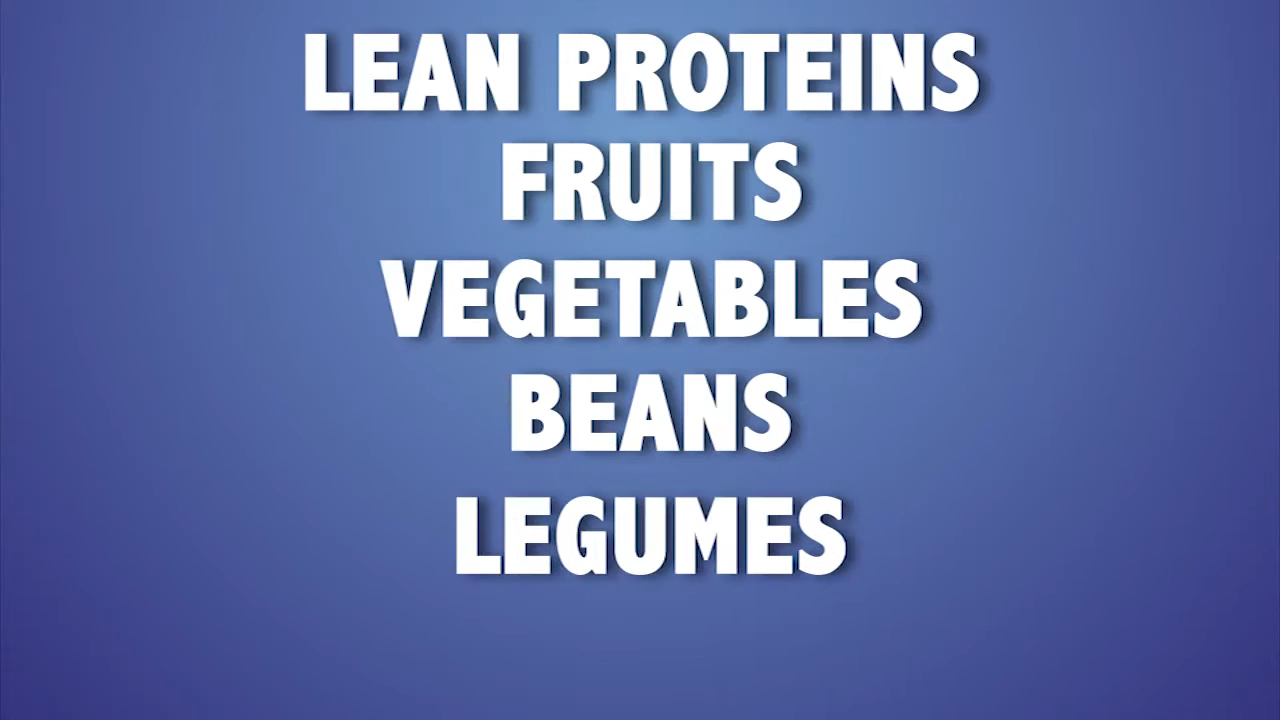 LEAN PROTEINS
FRUITS
VEGETABLES
BEANS
LEGUMES